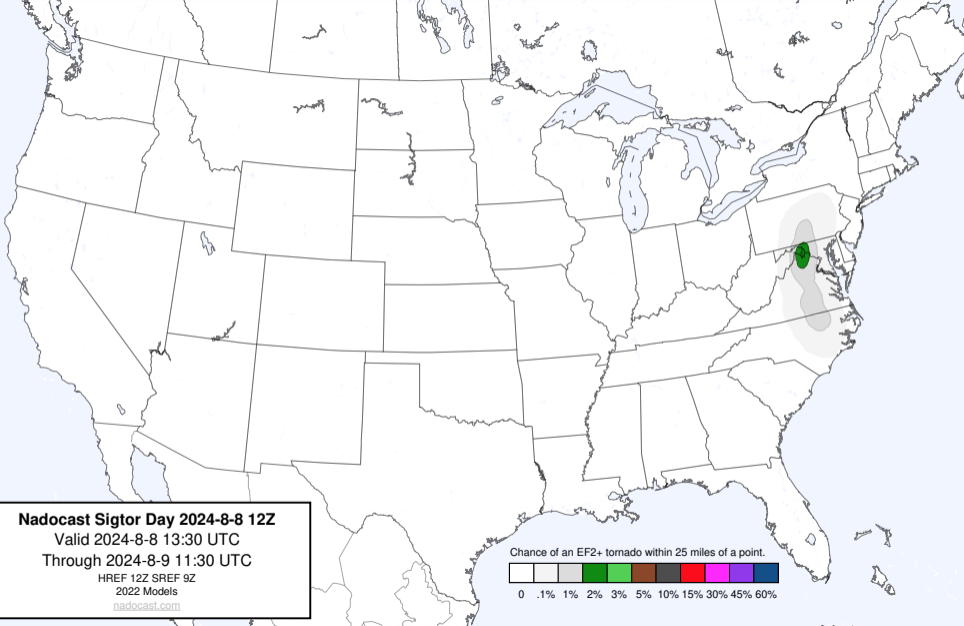 Nadocast Sigtor Day 2024-8-8 12Z
Valid 2024-8-8 13:30 UTC
Through 2024-8-9 11:30 UTC
HREF 12Z SREF 9Z
2022 Models
nadocast.com
Chance of an EF2+ tornado within 25 miles of a point.
0 .1% 1% 2% 3% 5% 10% 15% 30% 45% 60%